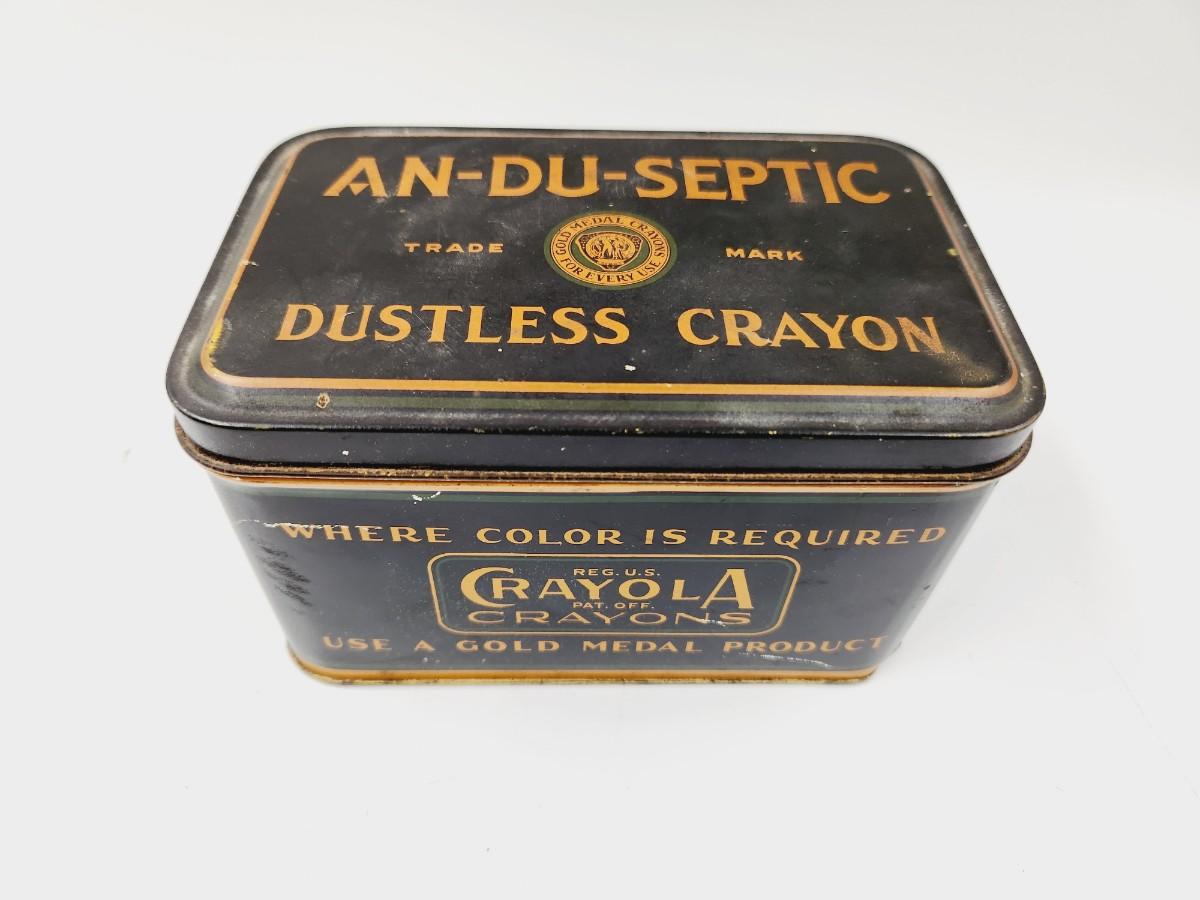 AN-DU-SEPTIC
TRADE MARK
GOLD MEDAL CRAYONS
FOR EVERY USE
DUSTLESS CRAYON
WHERE COLOR IS REQUIRED
REG. U.S.
CRAYOLA
PAT. OFF.
CRAYONS
USE A GOLD MEDAL PRODUCT